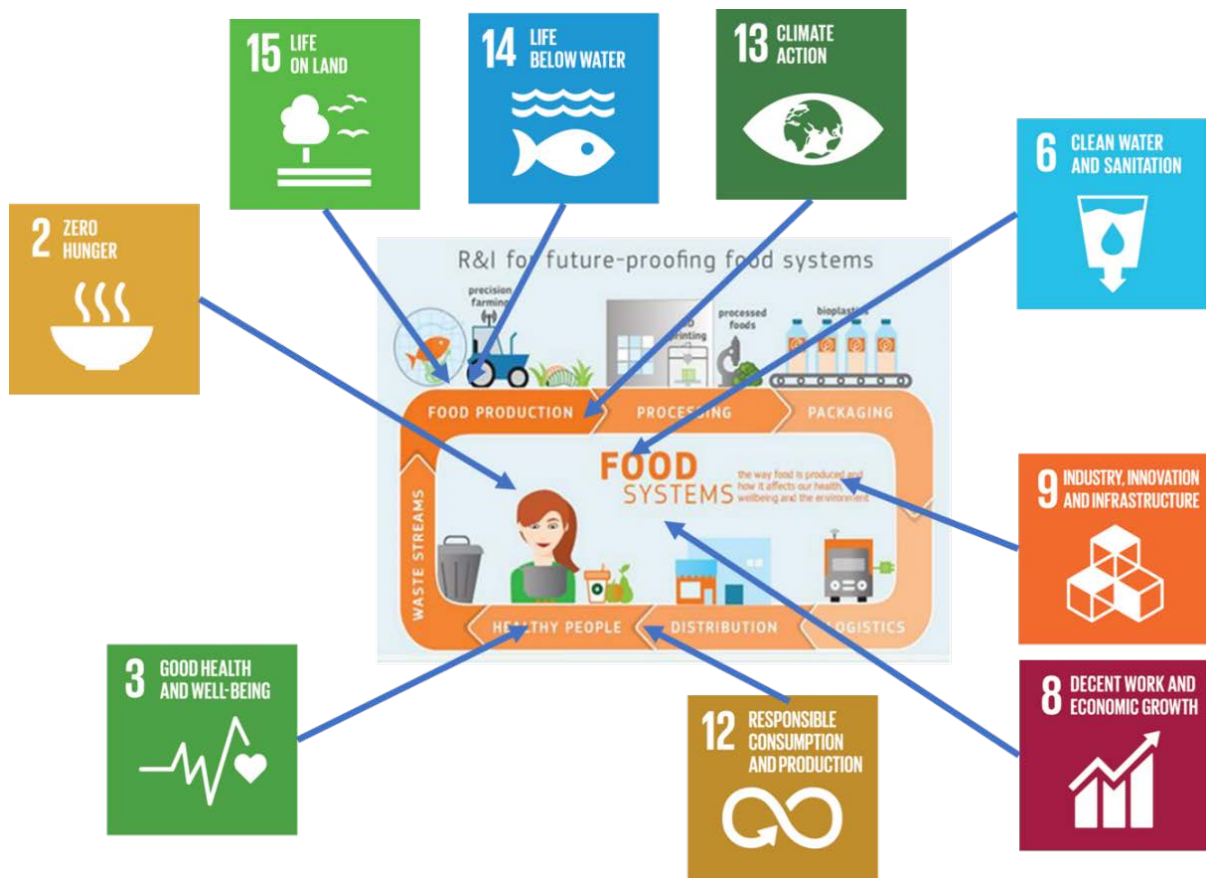 15 LIFE
ON LAND
14 LIFE
BELOW WATER
13 CLIMATE
ACTION
6 CLEAN WATER
AND SANITATION
2 ZERO
HUNGER
R&I for future-proofing food systems
precision
farming
printing
processed
foods
bioplastics
FOOD PRODUCTION
PROCESSING
PACKAGING
FOOD
SYSTEMS
the way food is produced and
how it affects our health,
wellbeing and the environment
WASTE STREAMS
HEALTHY PEOPLE
DISTRIBUTION
LOGISTICS
9 INDUSTRY, INNOVATION
AND INFRASTRUCTURE
3 GOOD HEALTH
AND WELL-BEING
12 RESPONSIBLE
CONSUMPTION
AND PRODUCTION
8 DECENT WORK AND
ECONOMIC GROWTH